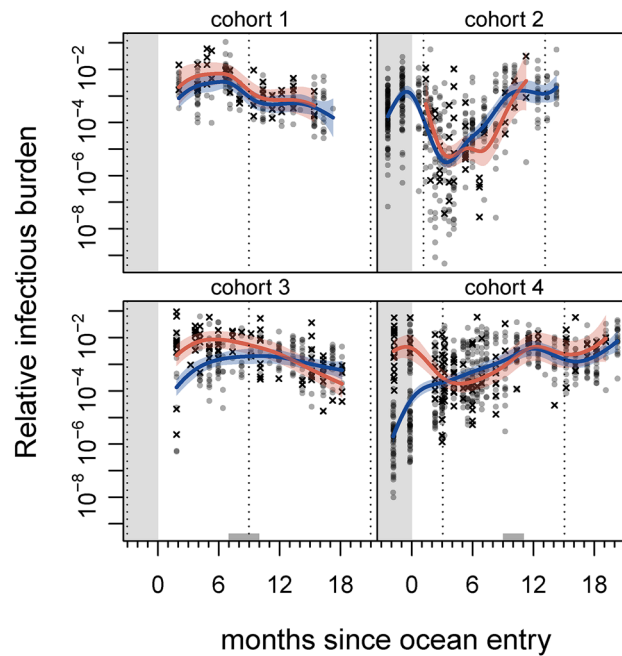 cohort 1
cohort 2
10⁻²
10⁻⁴
10⁻⁶
10⁻⁸
Relative infectious burden
cohort 3
cohort 4
10⁻²
10⁻⁴
10⁻⁶
10⁻⁸
0 6 12 18 0 6 12 18
months since ocean entry